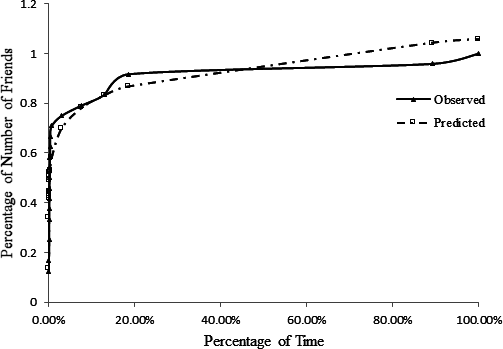 1.2
1
0.8
0.6
0.4
0.2
0
Percentage of Number of Friends
Observed
Predicted
0.00% 20.00% 40.00% 60.00% 80.00% 100.00%
Percentage of Time